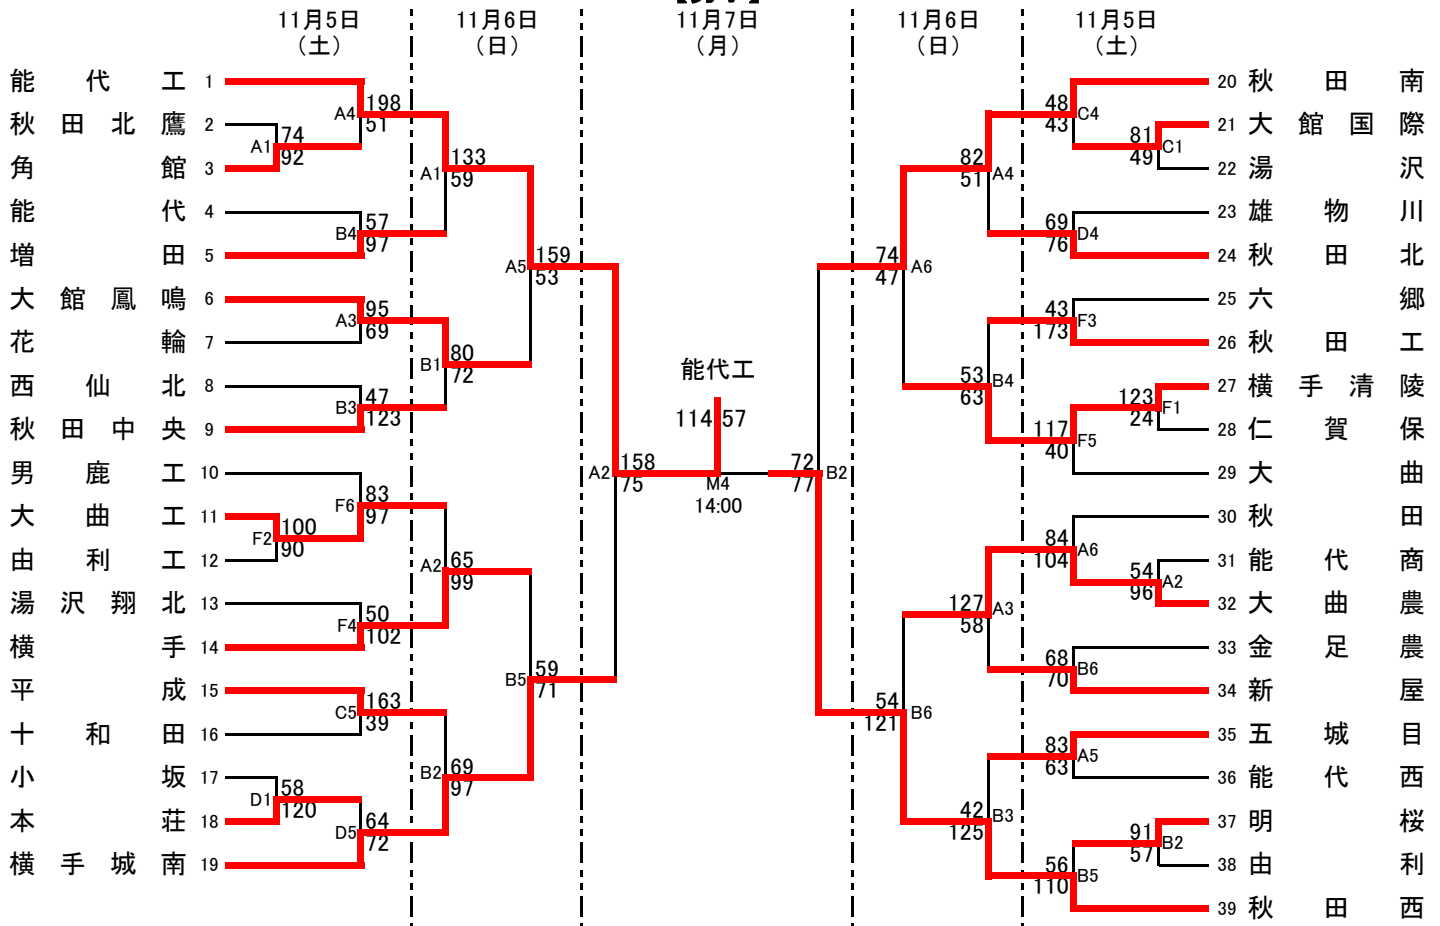 11月5日
（土）
11月6日
（日）
11月7日
（月）
11月6日
（日）
11月5日
（土）
能代工 1
秋田北鷹 2
角館 3
能代 4
増田 5
大館鳳鳴 6
花輪 7
西仙北 8
秋田中央 9
男鹿工 10
大曲工 11
由利工 12
湯沢翔北 13
横手 14
平成 15
十和田 16
小坂 17
本荘 18
横手城南 19
A1
74
92
F2
100
90
D1
58
120
A4
198
51
B4
57
97
A3
95
69
B3
47
123
F6
83
97
F4
50
102
C5
163
39
D5
64
72
A1
133
59
B1
80
72
A2
65
99
B2
69
97
A5
159
53
B5
59
71
A2
158
75
能代工
114 57
M4
14:00
72
77
B2
74
47
A6
54
121
B6
82
51
A4
53
63
B4
127
58
A3
42
125
B3
48
43
C4
69
76
D4
43
173
F3
117
40
F5
84
104
A6
68
70
B6
83
63
A5
56
110
B5
81
49
C1
123
24
F1
54
96
A2
91
57
B2
20 秋田南
21 大館国際
22 湯沢
23 雄物川
24 秋田北
25 六郷
26 秋田工
27 横手清陵
28 仁賀保
29 大曲
30 秋田
31 能代商
32 大曲農
33 金足農
34 新屋
35 五城目
36 能代西
37 明桜
38 由利
39 秋田西